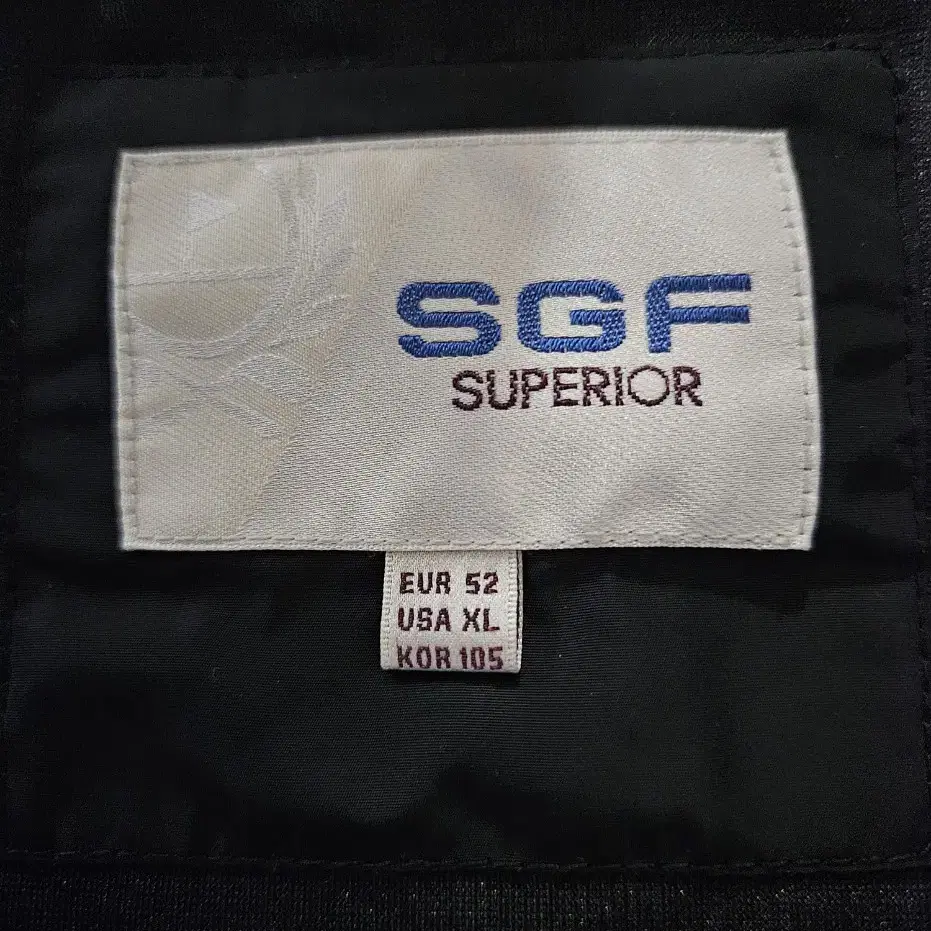 SGF
SUPERIOR
EUR 52
USA XL
KOR 105